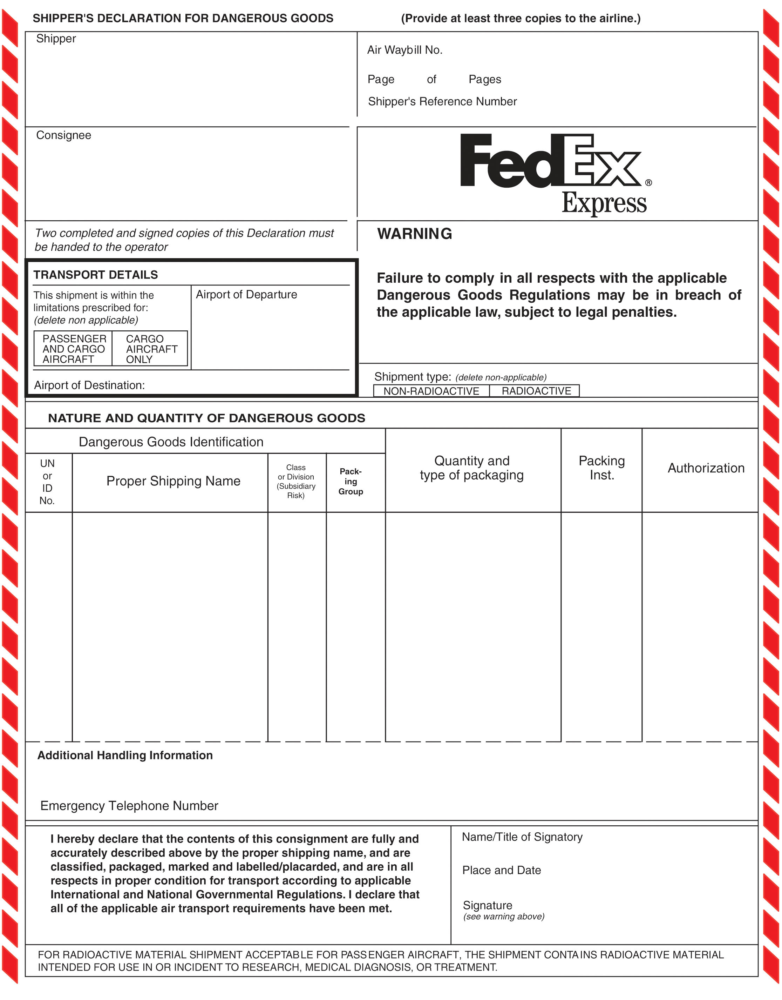 SHIPPER'S DECLARATION FOR DANGEROUS GOODS (Provide at least three copies to the airline.)
Shipper
Air Waybill No.
Page of Pages
Shipper's Reference Number
Consignee
FedEx®
Express
Two completed and signed copies of this Declaration must
be handed to the operator
WARNING
Failure to comply in all respects with the applicable
Dangerous Goods Regulations may be in breach of
the applicable law, subject to legal penalties.
TRANSPORT DETAILS
This shipment is within the
limitations prescribed for:
(delete non applicable)
PASSENGER
AND CARGO
AIRCRAFT
CARGO
AIRCRAFT
ONLY
Airport of Departure
Airport of Destination:
Shipment type: (delete non-applicable)
NON-RADIOACTIVE RADIOACTIVE
NATURE AND QUANTITY OF DANGEROUS GOODS
Dangerous Goods Identification
UN
or
ID
No.
Proper Shipping Name
Class
or Division
(Subsidiary
Risk)
Pack-
ing
Group
Quantity and
type of packaging
Packing
Inst.
Authorization
Additional Handling Information
Emergency Telephone Number
I hereby declare that the contents of this consignment are fully and
accurately described above by the proper shipping name, and are
classified, packaged, marked and labelled/placarded, and are in all
respects in proper condition for transport according to applicable
International and National Governmental Regulations. I declare that
all of the applicable air transport requirements have been met.
Name/Title of Signatory
Place and Date
Signature
(see warning above)
FOR RADIOACTIVE MATERIAL SHIPMENT ACCEPTABLE FOR PASSENGER AIRCRAFT, THE SHIPMENT CONTAINS RADIOACTIVE MATERIAL
INTENDED FOR USE IN OR INCIDENT TO RESEARCH, MEDICAL DIAGNOSIS, OR TREATMENT.